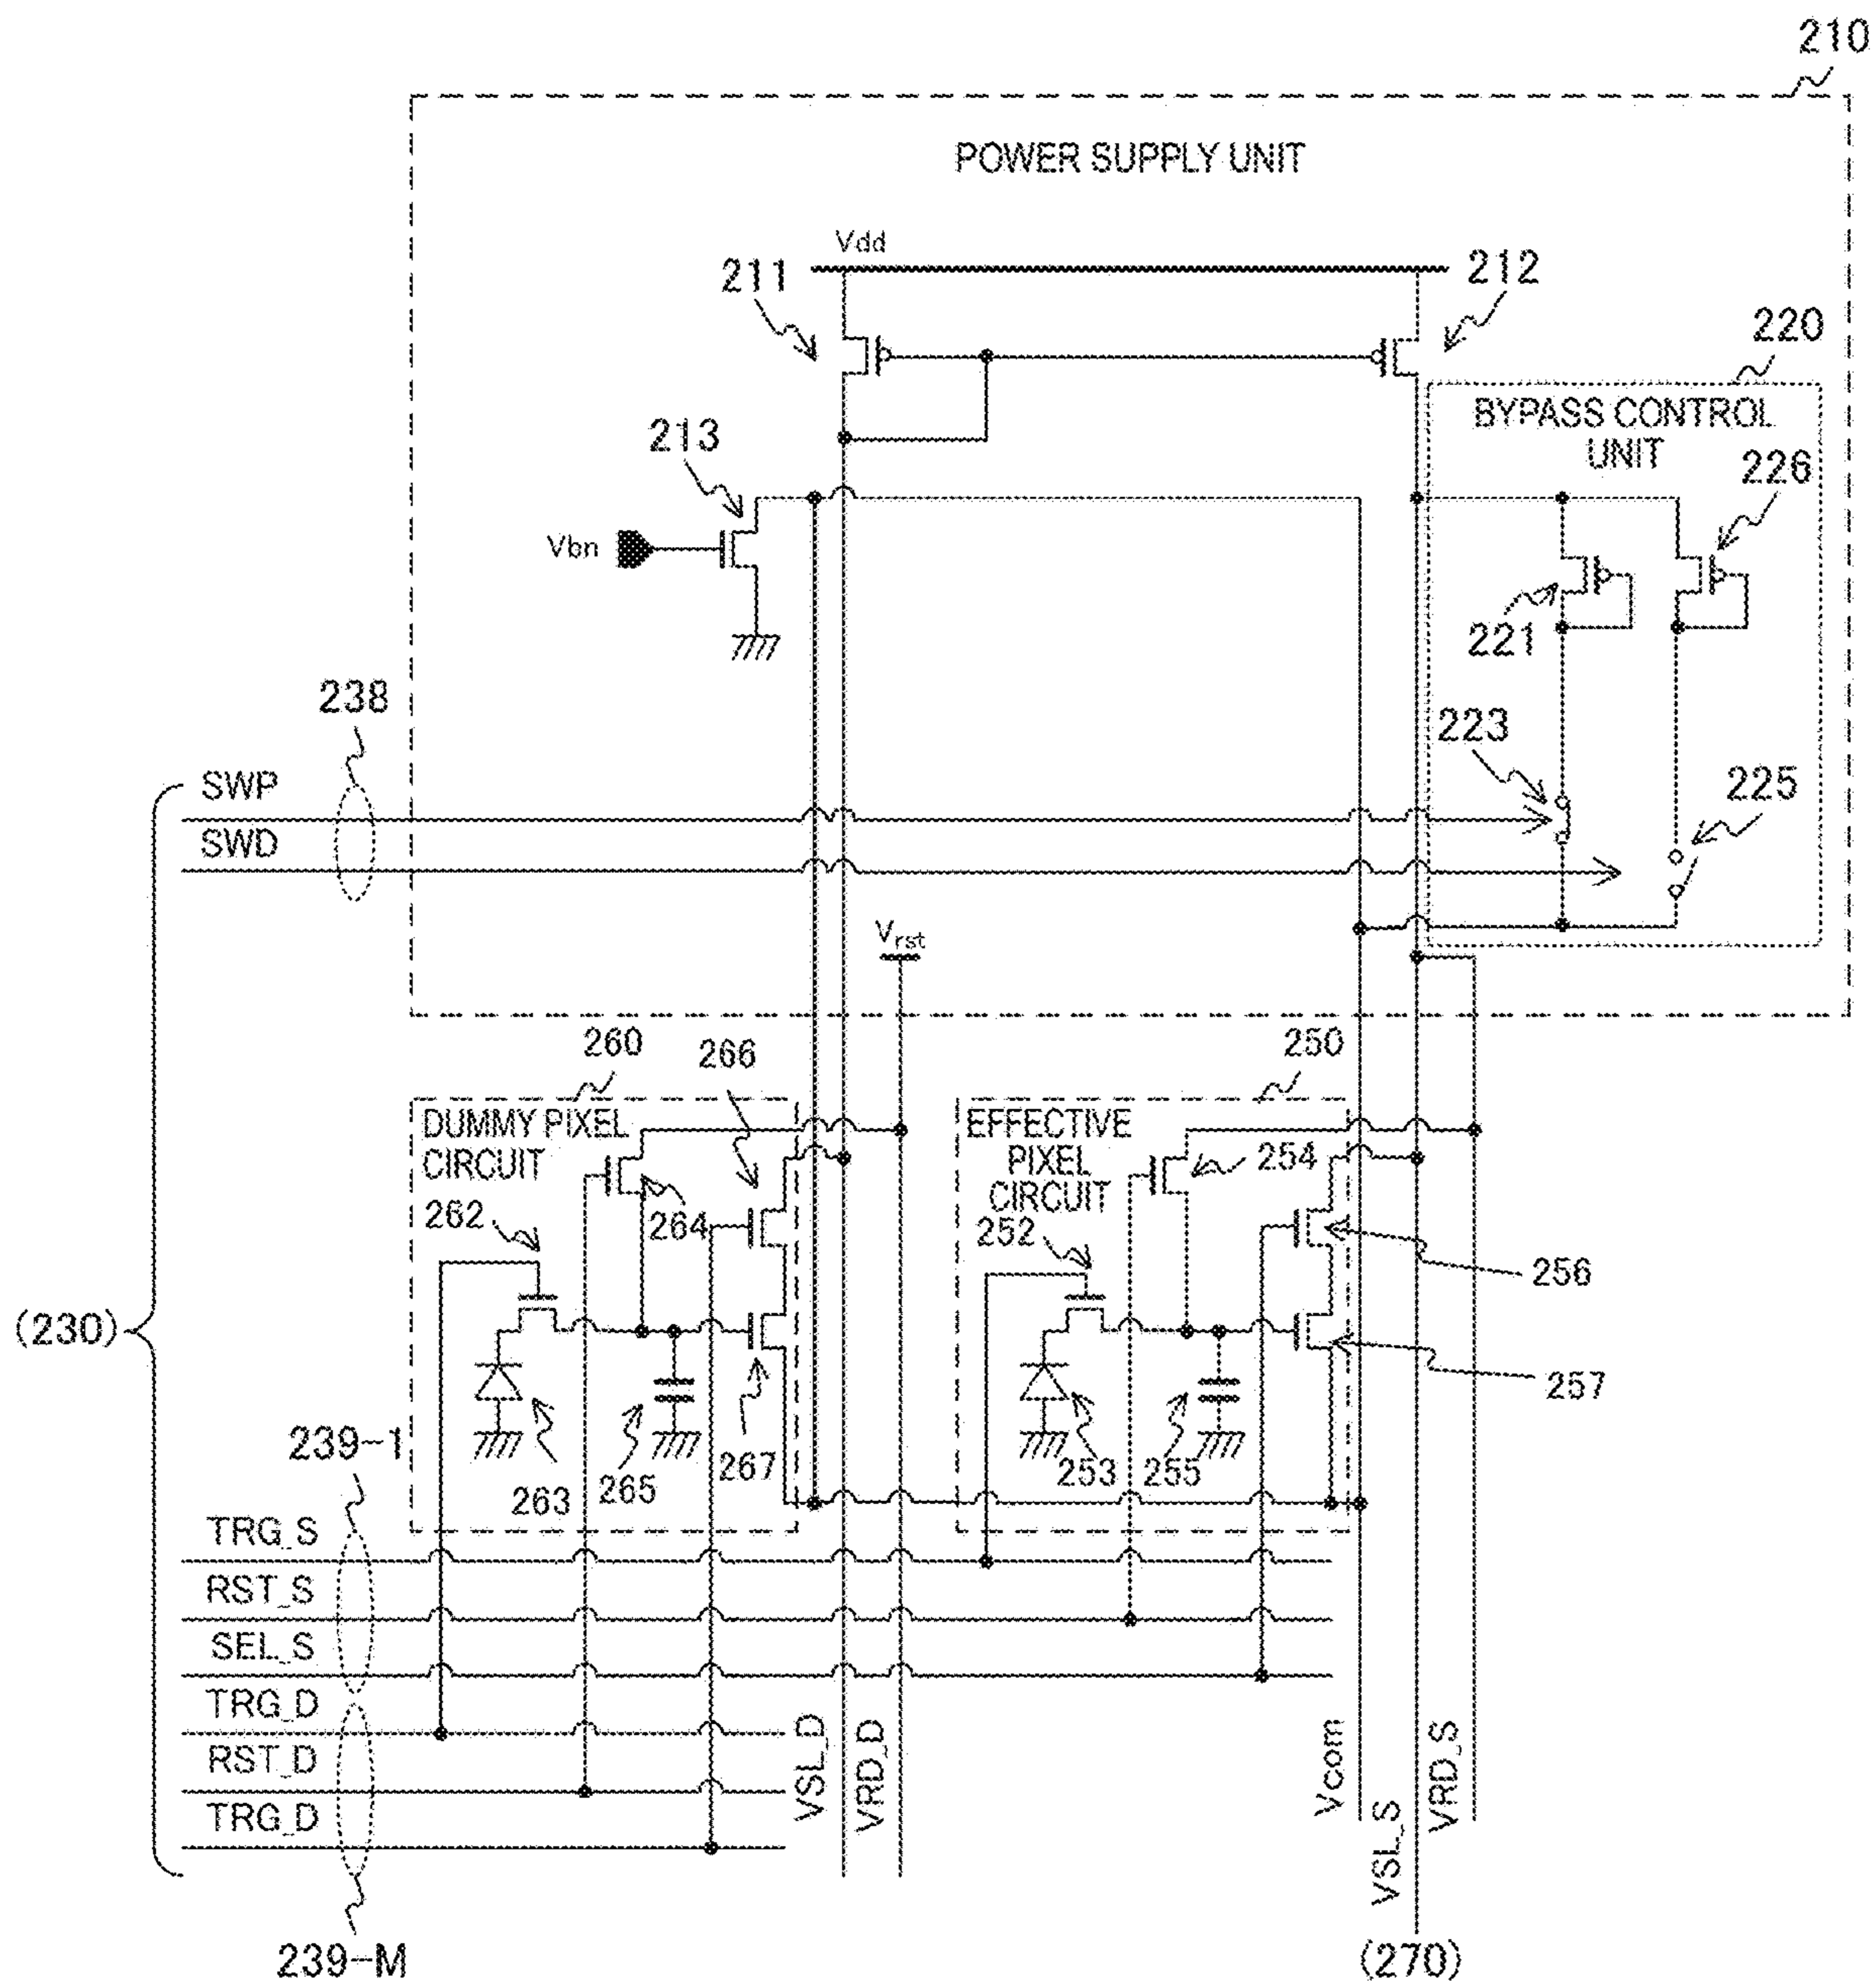 210
POWER SUPPLY UNIT
Vdd
211
212
220
BYPASS CONTROL
UNIT
213
226
Vbn
221
238
223
SWP
225
SWD
Vrst
260
266
250
DUMMY PIXEL
CIRCUIT
EFFECTIVE
PIXEL
CIRCUIT
254
262
264
252
256
(230)
257
239-1
263
265
267
253
255
TRG_S
RST_S
SEL_S
TRG_D
RST_D
TRG_D
VSL_D
VRD_D
Vcom
VSL_S
VRD_S
239-M
(270)